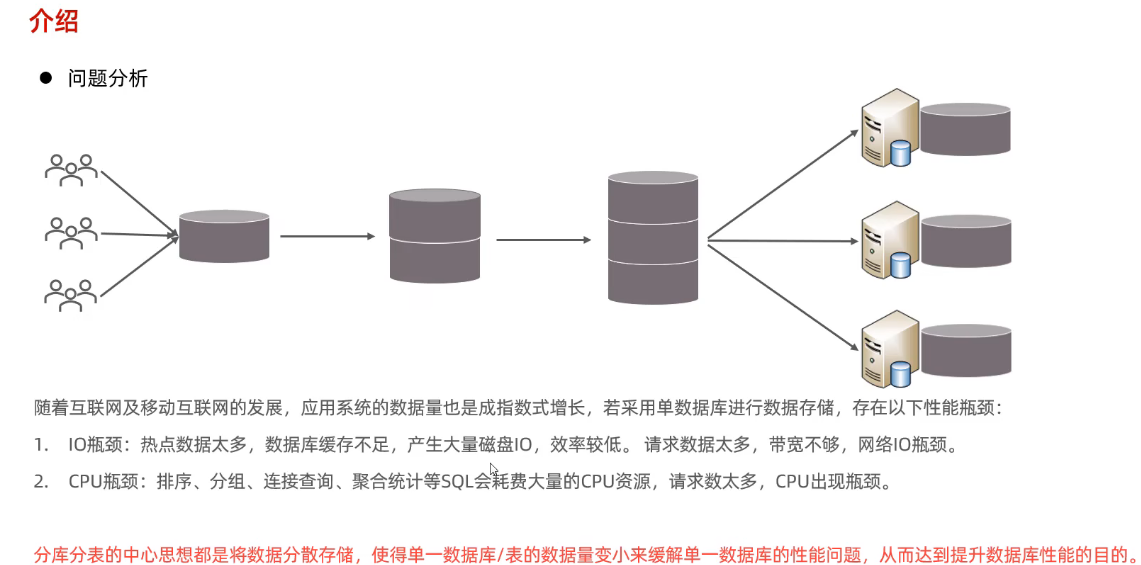 介绍
● 问题分析
随着互联网及移动互联网的发展，应用系统的数据量也是成指数式增长，若采用单数据库进行数据存储，存在以下性能瓶颈：
1. IO瓶颈：热点数据太多，数据库缓存不足，产生大量磁盘IO，效率较低。 请求数据太多，带宽不够，网络IO瓶颈。
2. CPU瓶颈：排序、分组、连接查询、聚合统计等SQL会耗费大量的CPU资源，请求数太多，CPU出现瓶颈。
分库分表的中心思想都是将数据分散存储，使得单一数据库/表的数据量变小来缓解单一数据库的性能问题，从而达到提升数据库性能的目的。